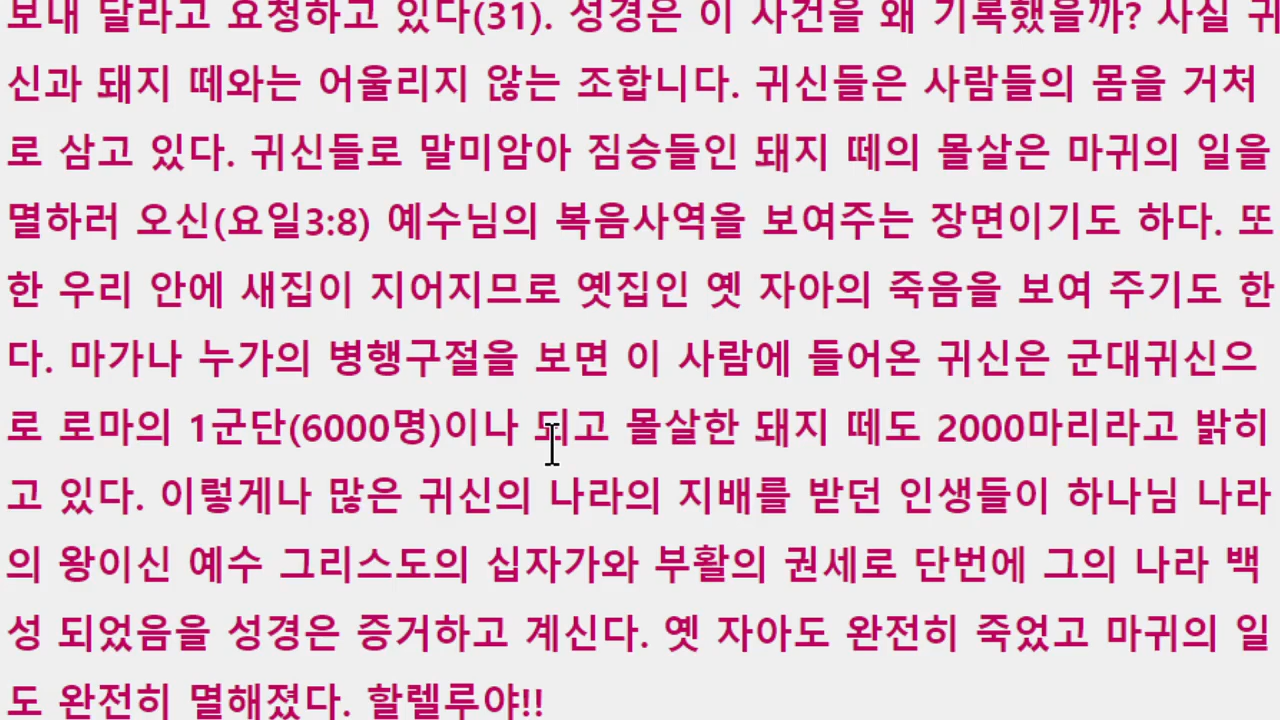 보내 달라고 요청하고 있다(31). 성경은 이 사건을 왜 기록했을까? 사실 귀
신과 돼지 떼와는 어울리지 않는 조합니다. 귀신들은 사람들의 몸을 거처
로 삼고 있다. 귀신들로 말미암아 짐승들인 돼지 떼의 몰살은 마귀의 일을
멸하러 오신(요일3:8) 예수님의 복음사역을 보여주는 장면이기도 하다. 또
한 우리 안에 새집이 지어지므로 옛집인 옛 자아의 죽음을 보여 주기도 한
다. 마가나 누가의 병행구절을 보면 이 사람에 들어온 귀신은 군대귀신으
로 로마의 1군단(6000명)이나 되고 몰살한 돼지 떼도 2000마리라고 밝히
고 있다. 이렇게나 많은 귀신의 나라의 지배를 받던 인생들이 하나님 나라
의 왕이신 예수 그리스도의 십자가와 부활의 권세로 단번에 그의 나라 백
성 되었음을 성경은 증거하고 계신다. 옛 자아도 완전히 죽었고 마귀의 일
도 완전히 멸해졌다. 할렐루야!!